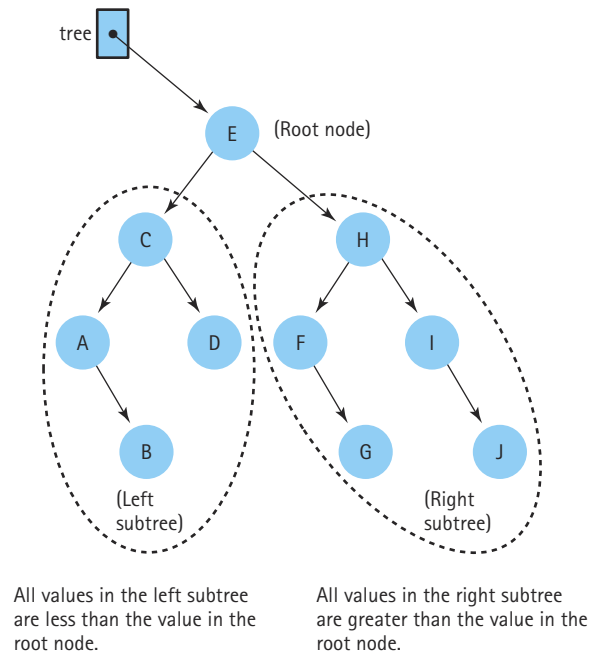 tree
E
(Root node)
C
H
A
D
F
I
B
G
J
(Left
subtree)
(Right
subtree)
All values in the left subtree
are less than the value in the
root node.
All values in the right subtree
are greater than the value in the
root node.